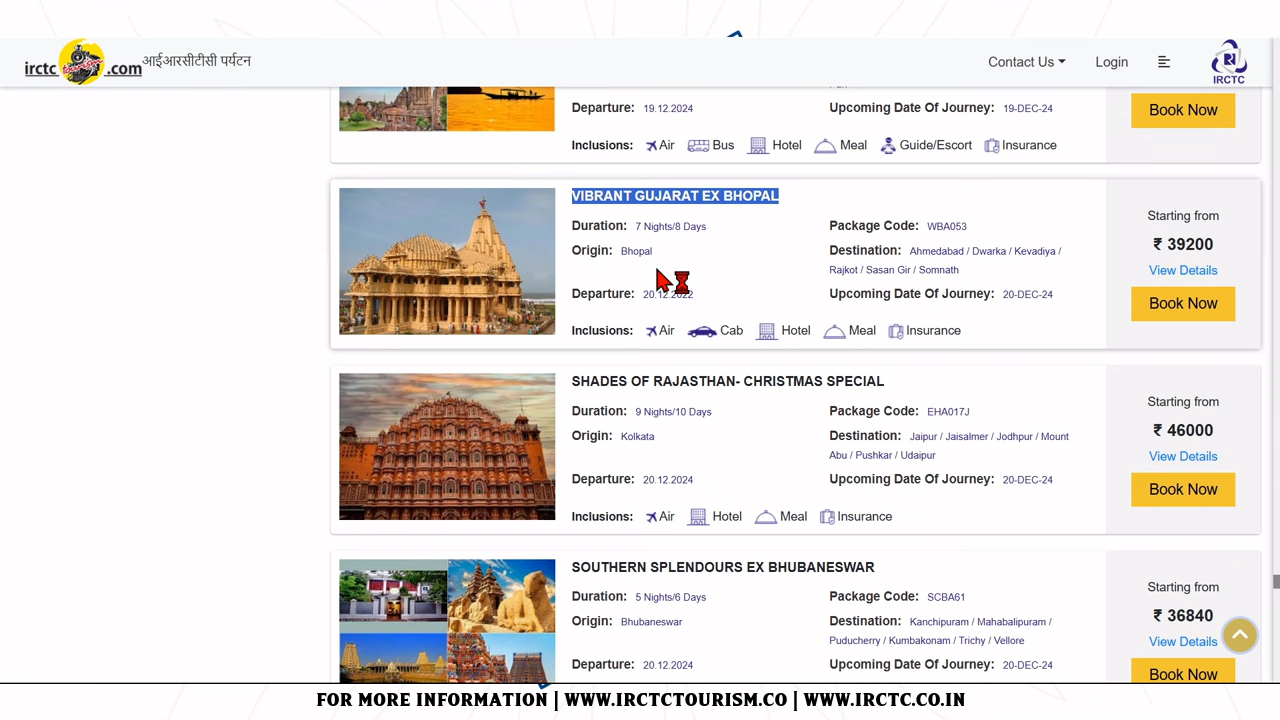 irctc tourism .com आईआरसीटीसी पर्यटन Contact Us Login IRCTC
Departure: 19.12.2024 Upcoming Date Of Journey: 19-DEC-24 Book Now
Inclusions: Air Bus Hotel Meal Guide/Escort Insurance
VIBRANT GUJARAT EX BHOPAL
Duration: 7 Nights/8 Days Package Code: WBA053 Starting from
Origin: Bhopal Destination: Ahmedabad / Dwarka / Kevadiya / ₹ 39200
Rajkot / Sasan Gir / Somnath View Details
Departure: 20.12.2022 Upcoming Date Of Journey: 20-DEC-24 Book Now
Inclusions: Air Cab Hotel Meal Insurance
SHADES OF RAJASTHAN- CHRISTMAS SPECIAL
Duration: 9 Nights/10 Days Package Code: EHA017J Starting from
Origin: Kolkata Destination: Jaipur / Jaisalmer / Jodhpur / Mount ₹ 46000
Abu / Pushkar / Udaipur View Details
Departure: 20.12.2024 Upcoming Date Of Journey: 20-DEC-24 Book Now
Inclusions: Air Hotel Meal Insurance
SOUTHERN SPLENDOURS EX BHUBANESWAR
Duration: 5 Nights/6 Days Package Code: SCBA61 Starting from
Origin: Bhubaneswar Destination: Kanchipuram / Mahabalipuram / ₹ 36840
Puducherry / Kumbakonam / Trichy / Vellore View Details
Departure: 20.12.2024 Upcoming Date Of Journey: 20-DEC-24 Book Now
FOR MORE INFORMATION | WWW.IRCTCTOURISM.CO | WWW.IRCTC.CO.IN